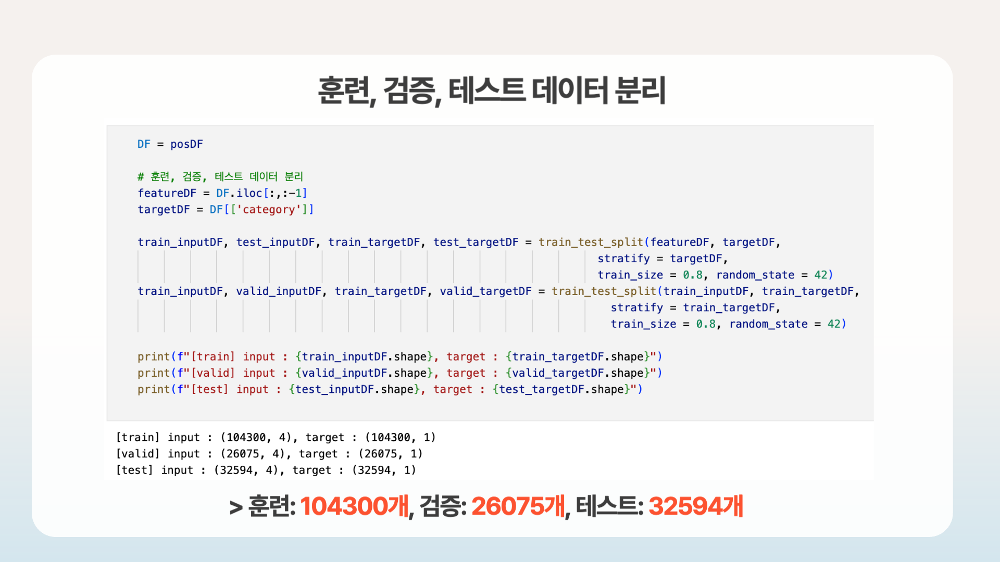 훈련, 검증, 테스트 데이터 분리
DF = posDF
# 훈련, 검증, 테스트 데이터 분리
featureDF = DF.iloc[:,:-1]
targetDF = DF[['category']]
train_inputDF, test_inputDF, train_targetDF, test_targetDF = train_test_split(featureDF, targetDF,
stratify = targetDF,
train_size = 0.8, random_state = 42)
train_inputDF, valid_inputDF, train_targetDF, valid_targetDF = train_test_split(train_inputDF, train_targetDF,
stratify = train_targetDF,
train_size = 0.8, random_state = 42)
print(f"[train] input : {train_inputDF.shape}, target : {train_targetDF.shape}")
print(f"[valid] input : {valid_inputDF.shape}, target : {valid_targetDF.shape}")
print(f"[test] input : {test_inputDF.shape}, target : {test_targetDF.shape}")
[train] input : (104300, 4), target : (104300, 1)
[valid] input : (26075, 4), target : (26075, 1)
[test] input : (32594, 4), target : (32594, 1)
> 훈련: 104300개, 검증: 26075개, 테스트: 32594개